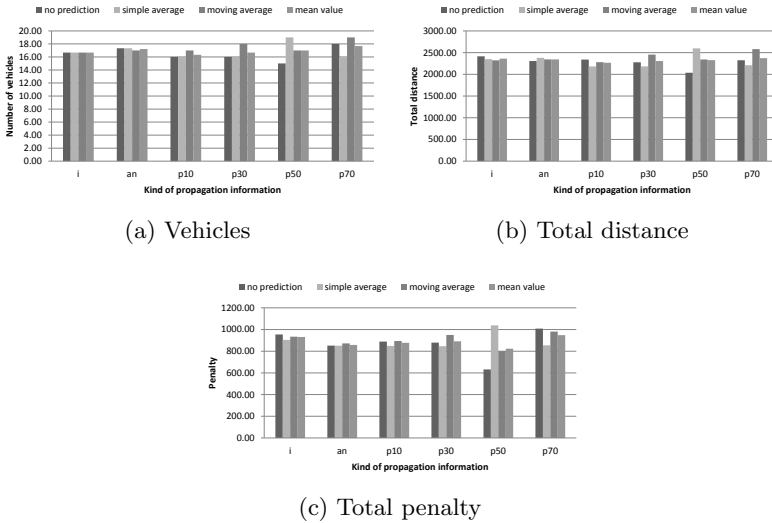 no prediction simple average moving average mean value
Number of vehicles
20.00
18.00
16.00
14.00
12.00
10.00
8.00
6.00
4.00
2.00
0.00
i an p10 p30 p50 p70
Kind of propagation information
(a) Vehicles
no prediction simple average moving average mean value
Total distance
3000.00
2500.00
2000.00
1500.00
1000.00
500.00
0.00
i an p10 p30 p50 p70
Kind of propagation information
(b) Total distance
no prediction simple average moving average mean value
Penalty
1200.00
1000.00
800.00
600.00
400.00
200.00
0.00
i an p10 p30 p50 p70
Kind of propagation information
(c) Total penalty